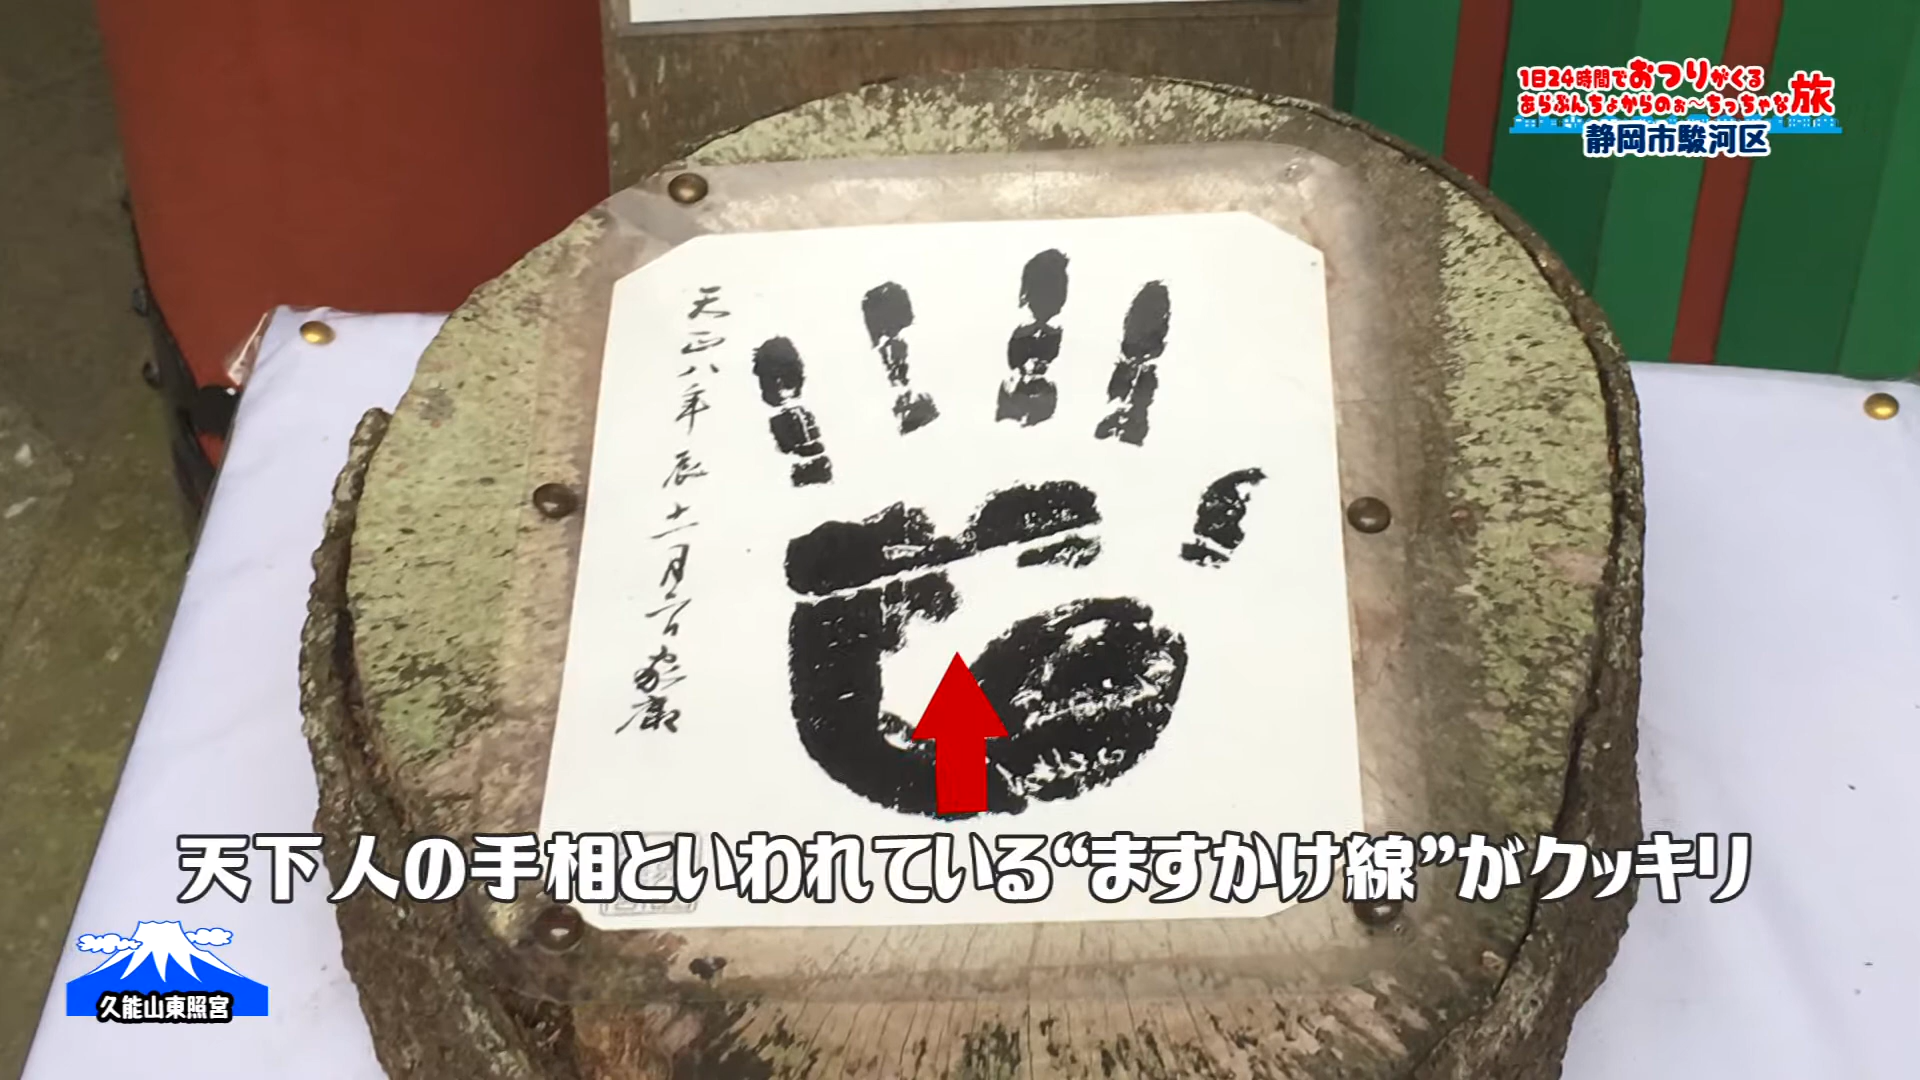 1日24時間でおつりがくる
あらぶんちょからのぉ〜ちっちゃな旅
静岡市駿河区
天正八年辰十一月一百家康
天下人の手相といわれている“ますかけ線”がクッキリ
久能山東照宮